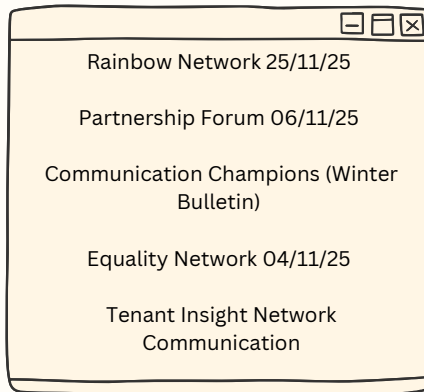 Rainbow Network 25/11/25
Partnership Forum 06/11/25
Communication Champions (Winter
Bulletin)
Equality Network 04/11/25
Tenant Insight Network
Communication